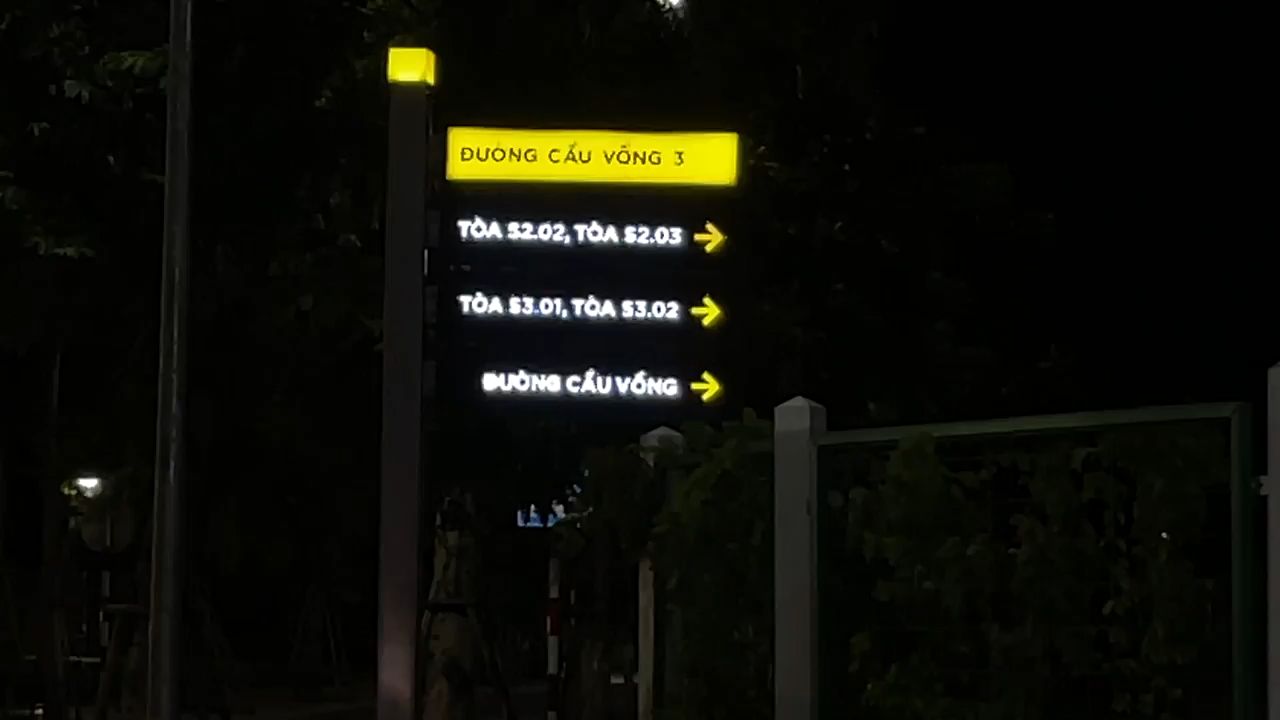 ĐƯỜNG CẦU VỒNG 3
TÒA S2.02, TÒA S2.03
TÒA S3.01, TÒA S3.02
ĐƯỜNG CẦU VỒNG